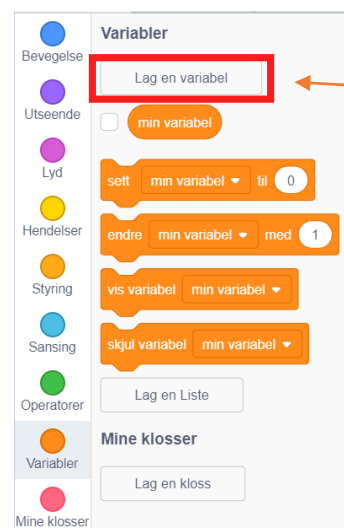 Variabler
Bevegelse
Lag en variabel
Utseende
min variabel
Lyd
sett min variabel til 0
Hendelser
endre min variabel med 1
Styring
vis variabel min variabel
Sansing
skjul variabel min variabel
Operatorer
Lag en Liste
Variabler
Mine klosser
Lag en kloss
Mine klosser